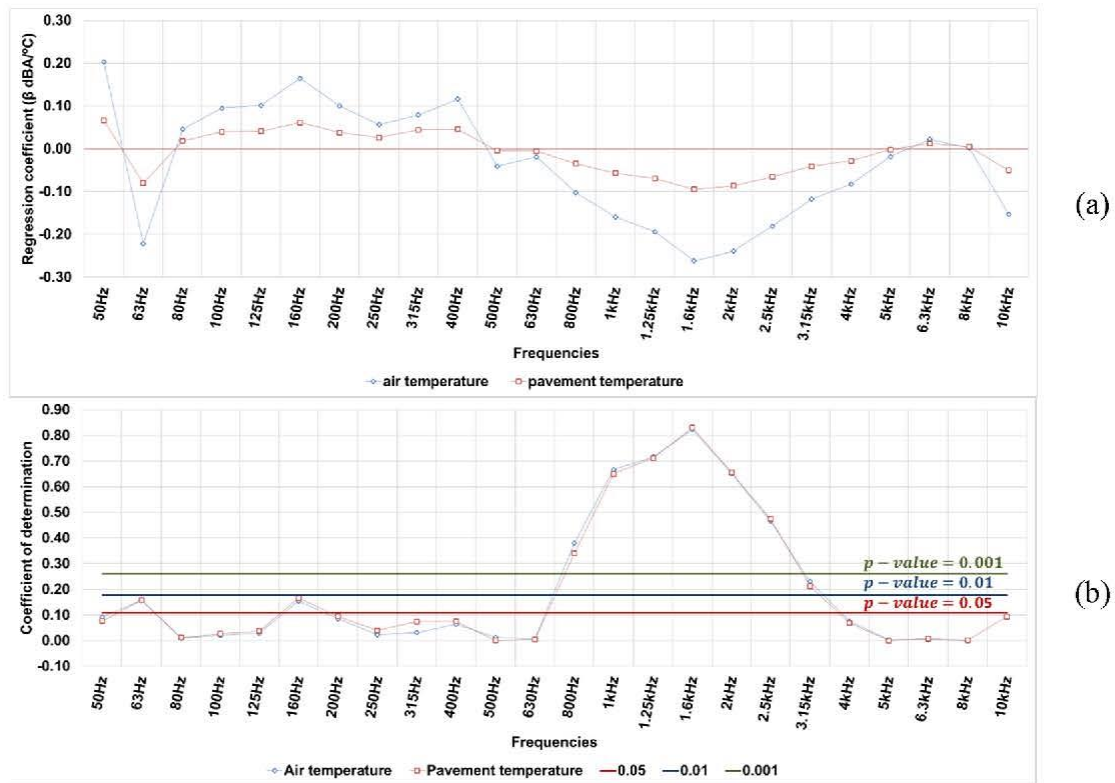 0.30
0.20
0.10
0.00
-0.10
-0.20
-0.30
Regression coefficient (β dBA/ºC)
50Hz 63Hz 80Hz 100Hz 125Hz 160Hz 200Hz 250Hz 315Hz 400Hz 500Hz 630Hz 800Hz 1kHz 1.25kHz 1.6kHz 2kHz 2.5kHz 3.15kHz 4kHz 5kHz 6.3kHz 8kHz 10kHz
Frequencies
air temperature pavement temperature
(a)
0.90
0.80
0.70
0.60
0.50
0.40
0.30
0.20
0.10
0.00
-0.10
Coefficient of determination
p - value = 0.001
p - value = 0.01
p - value = 0.05
50Hz 63Hz 80Hz 100Hz 125Hz 160Hz 200Hz 250Hz 315Hz 400Hz 500Hz 630Hz 800Hz 1kHz 1.25kHz 1.6kHz 2kHz 2.5kHz 3.15kHz 4kHz 5kHz 6.3kHz 8kHz 10kHz
Frequencies
Air temperature Pavement temperature 0.05 0.01 0.001
(b)